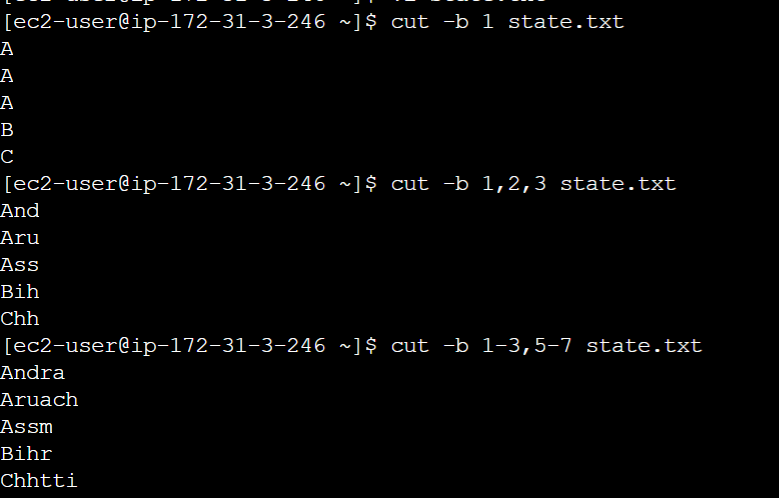 [ec2-user@ip-172-31-3-246 ~]$ cut -b 1 state.txt
A
A
A
B
C
[ec2-user@ip-172-31-3-246 ~]$ cut -b 1,2,3 state.txt
And
Aru
Ass
Bih
Chh
[ec2-user@ip-172-31-3-246 ~]$ cut -b 1-3,5-7 state.txt
Andra
Aruach
Assm
Bihr
Chhtti